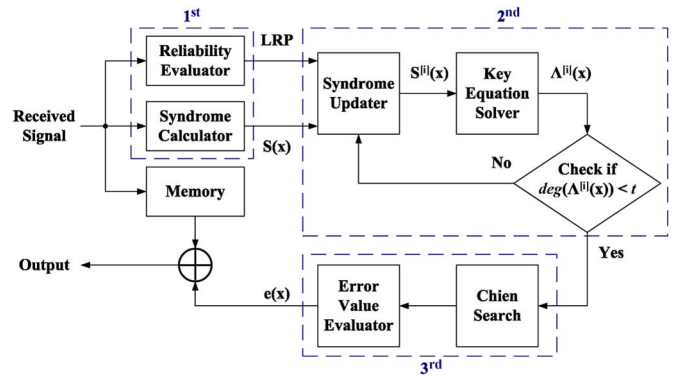 1st
2nd
Reliability
Evaluator
LRP
Syndrome
Updater
S[i](x)
Key
Equation
Solver
Λ[i](x)
Received
Signal
Syndrome
Calculator
S(x)
No
Check if
deg(Λ[i](x)) < t
Memory
Yes
Output
e(x)
Error
Value
Evaluator
Chien
Search
3rd